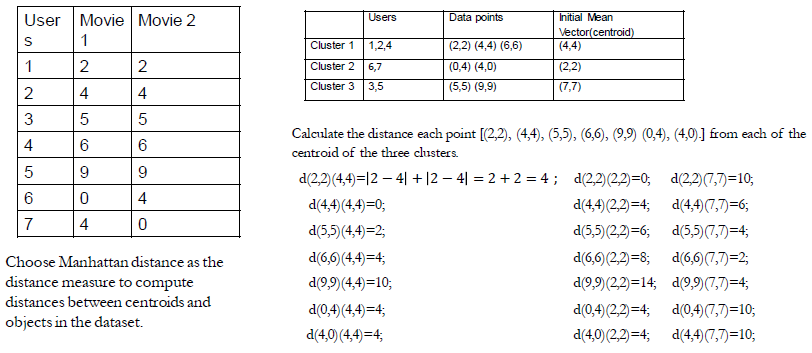 User s Movie 1 Movie 2
1 2 2
2 4 4
3 5 5
4 6 6
5 9 9
6 0 4
7 4 0
Choose Manhattan distance as the
distance measure to compute
distances between centroids and
objects in the dataset.
Users Data points Initial Mean
Vector(centroid)
Cluster 1 1,2,4 (2,2) (4,4) (6,6) (4,4)
Cluster 2 6,7 (0,4) (4,0) (2,2)
Cluster 3 3,5 (5,5) (9,9) (7,7)
Calculate the distance each point [(2,2), (4,4), (5,5), (6,6), (9,9) (0,4), (4,0).] from each of the
centroid of the three clusters.
d(2,2)(4,4)=|2 − 4| + |2 − 4| = 2 + 2 = 4 ; d(2,2)(2,2)=0; d(2,2)(7,7)=10;
d(4,4)(4,4)=0; d(4,4)(2,2)=4; d(4,4)(7,7)=6;
d(5,5)(4,4)=2; d(5,5)(2,2)=6; d(5,5)(7,7)=4;
d(6,6)(4,4)=4; d(6,6)(2,2)=8; d(6,6)(7,7)=2;
d(9,9)(4,4)=10; d(9,9)(2,2)=14; d(9,9)(7,7)=4;
d(0,4)(4,4)=4; d(0,4)(2,2)=4; d(0,4)(7,7)=10;
d(4,0)(4,4)=4; d(4,0)(2,2)=4; d(4,4)(7,7)=10;